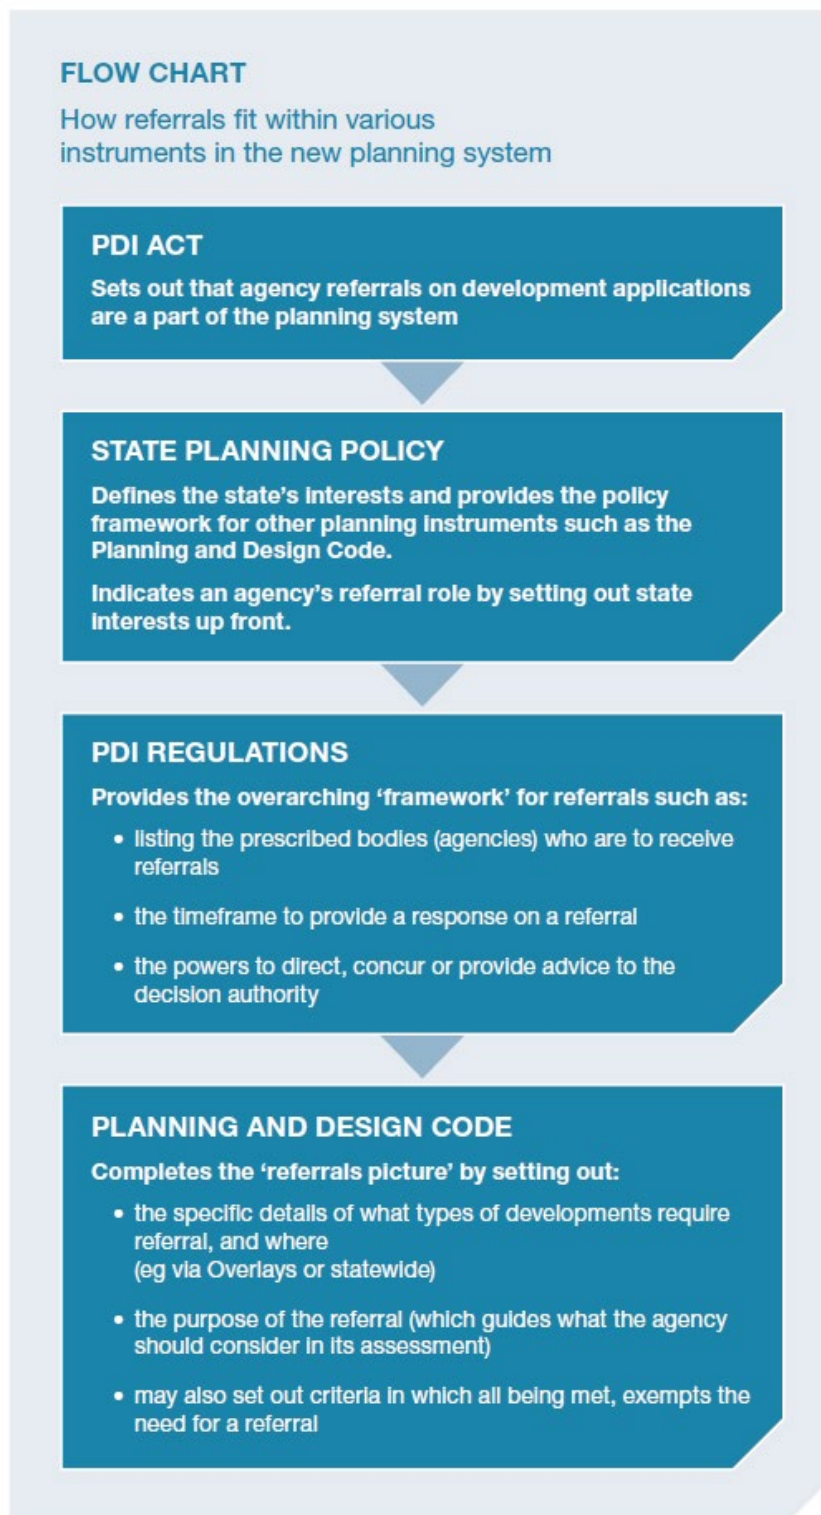 FLOW CHART
How referrals fit within various
instruments in the new planning system
PDI ACT
Sets out that agency referrals on development applications
are a part of the planning system
STATE PLANNING POLICY
Defines the state's interests and provides the policy
framework for other planning instruments such as the
Planning and Design Code.
Indicates an agency's referral role by setting out state
interests up front.
PDI REGULATIONS
Provides the overarching 'framework' for referrals such as:
• listing the prescribed bodies (agencies) who are to receive
referrals
• the timeframe to provide a response on a referral
• the powers to direct, concur or provide advice to the
decision authority
PLANNING AND DESIGN CODE
Completes the 'referrals picture' by setting out:
• the specific details of what types of developments require
referral, and where
(eg via Overlays or statewide)
• the purpose of the referral (which guides what the agency
should consider in its assessment)
• may also set out criteria in which all being met, exempts the
need for a referral